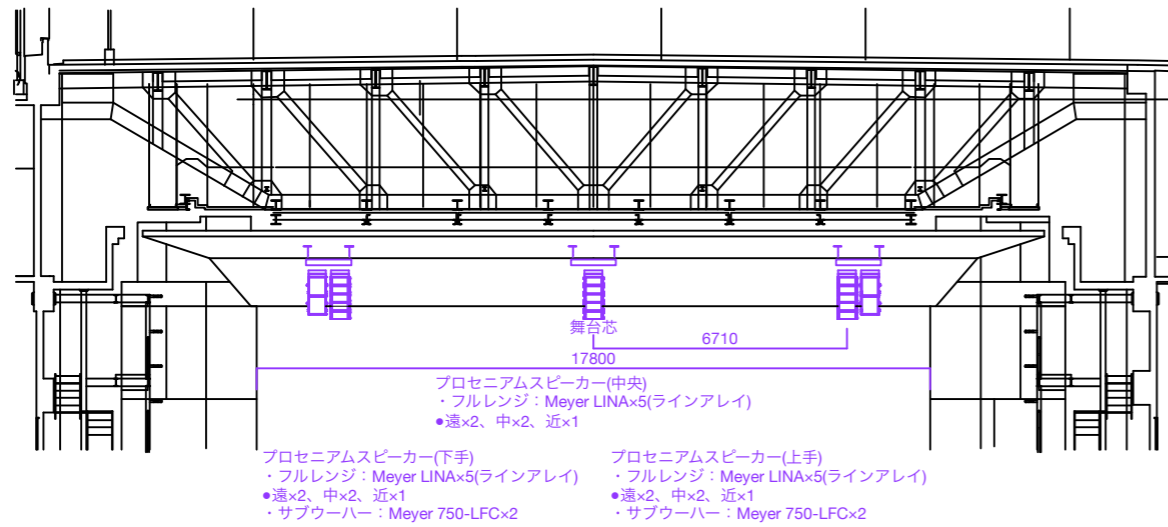 舞台芯
6710
17800
プロセニアムスピーカー(中央)
・フルレンジ：Meyer LINA×5(ラインアレイ)
●遠×2、中×2、近×1
プロセニアムスピーカー(下手)
・フルレンジ：Meyer LINA×5(ラインアレイ)
●遠×2、中×2、近×1
・サブウーハー：Meyer 750-LFC×2
プロセニアムスピーカー(上手)
・フルレンジ：Meyer LINA×5(ラインアレイ)
●遠×2、中×2、近×1
・サブウーハー：Meyer 750-LFC×2